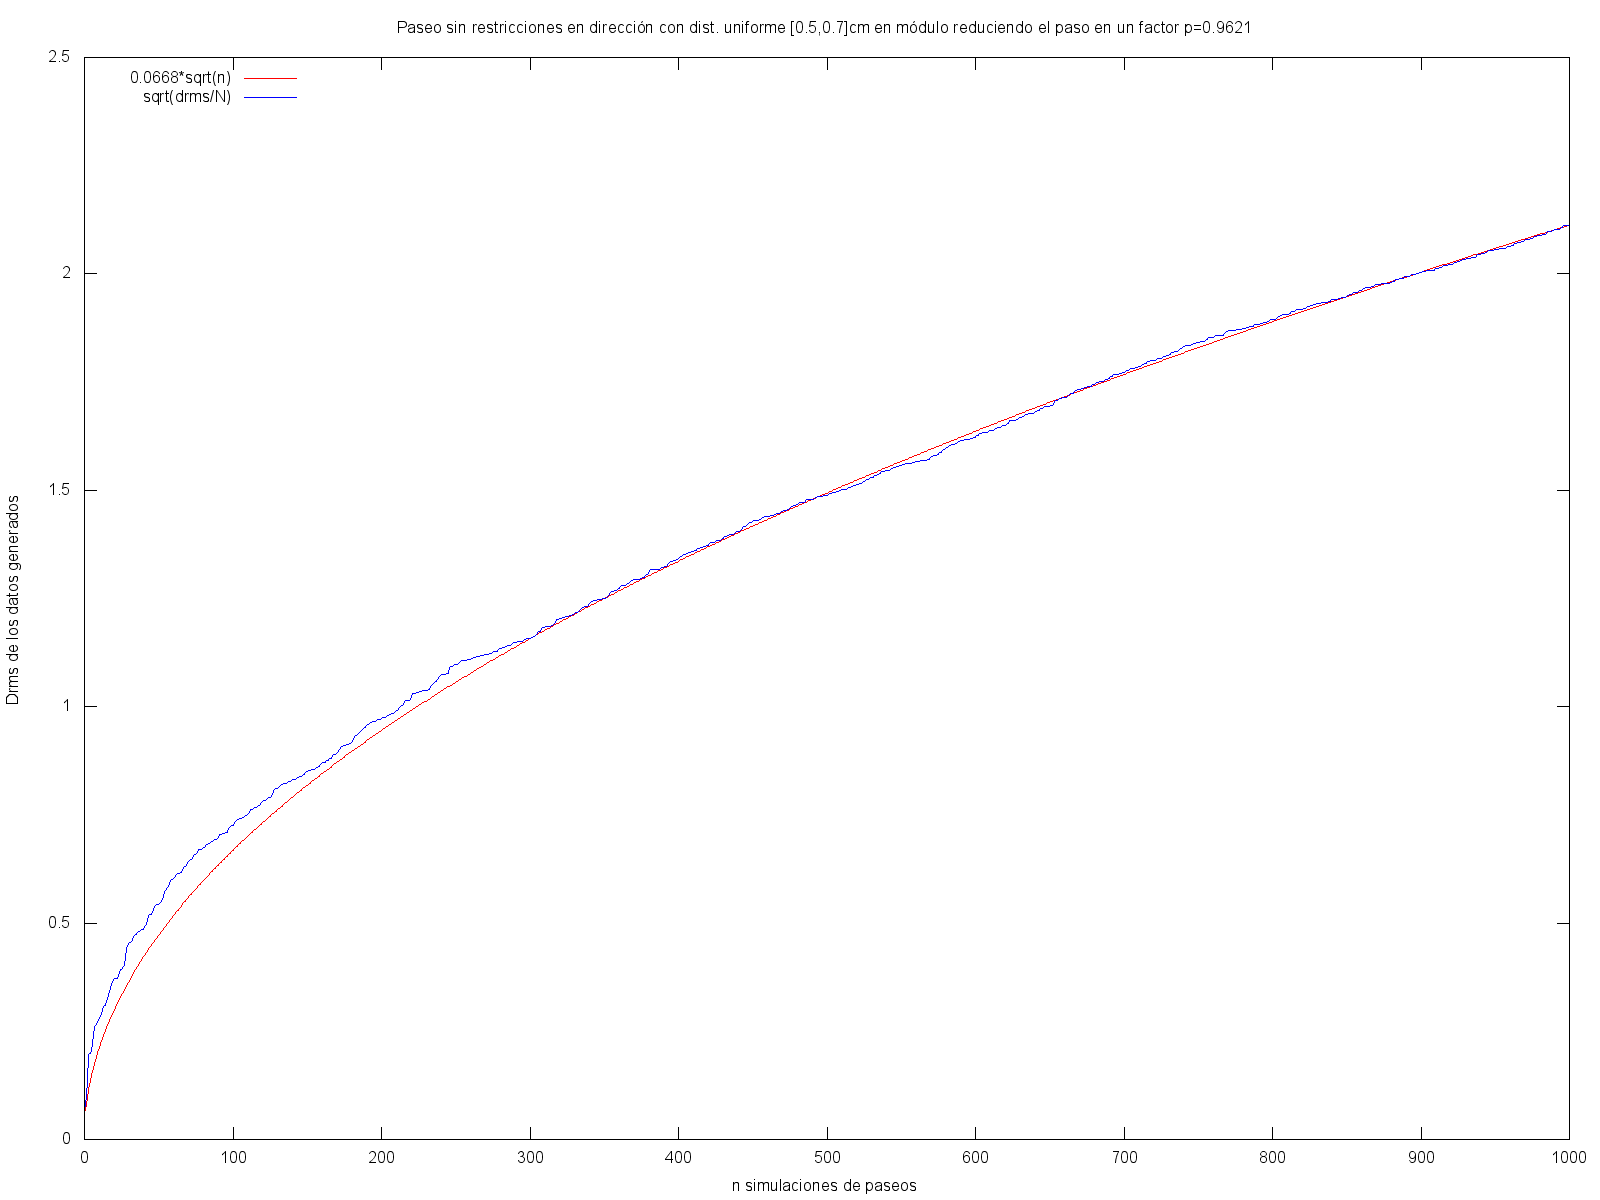 Paseo sin restricciones en dirección con dist. uniforme [0.5,0.7]cm en módulo reduciendo el paso en un factor p=0.9621
0.0668*sqrt(n)
sqrt(drms/N)
2.5
2
1.5
1
0.5
0
Drms de los datos generados
0 100 200 300 400 500 600 700 800 900 1000
n simulaciones de paseos